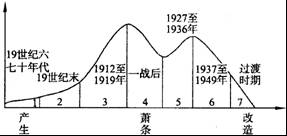 1927至
1936年
19世纪六
七十年代
19世纪末
1912至
1919年
一战后
1937至
1949年
过渡
时期
2
3
4
5
6
7
产
生
萧
条
改
造